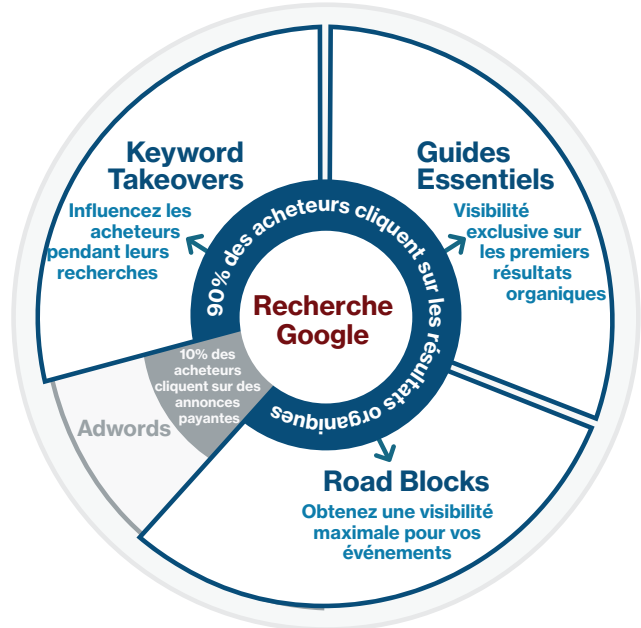 Keyword
Takeovers
Influencez les
acheteurs
pendant leurs
recherches
Guides
Essentiels
Visibilité
exclusive sur
les premiers
résultats
organiques
90% des acheteurs cliquent sur les résultats organiques
Recherche
Google
10% des
acheteurs
cliquent sur des
annonces
payantes
Adwords
Road Blocks
Obtenez une visibilité
maximale pour vos
événements